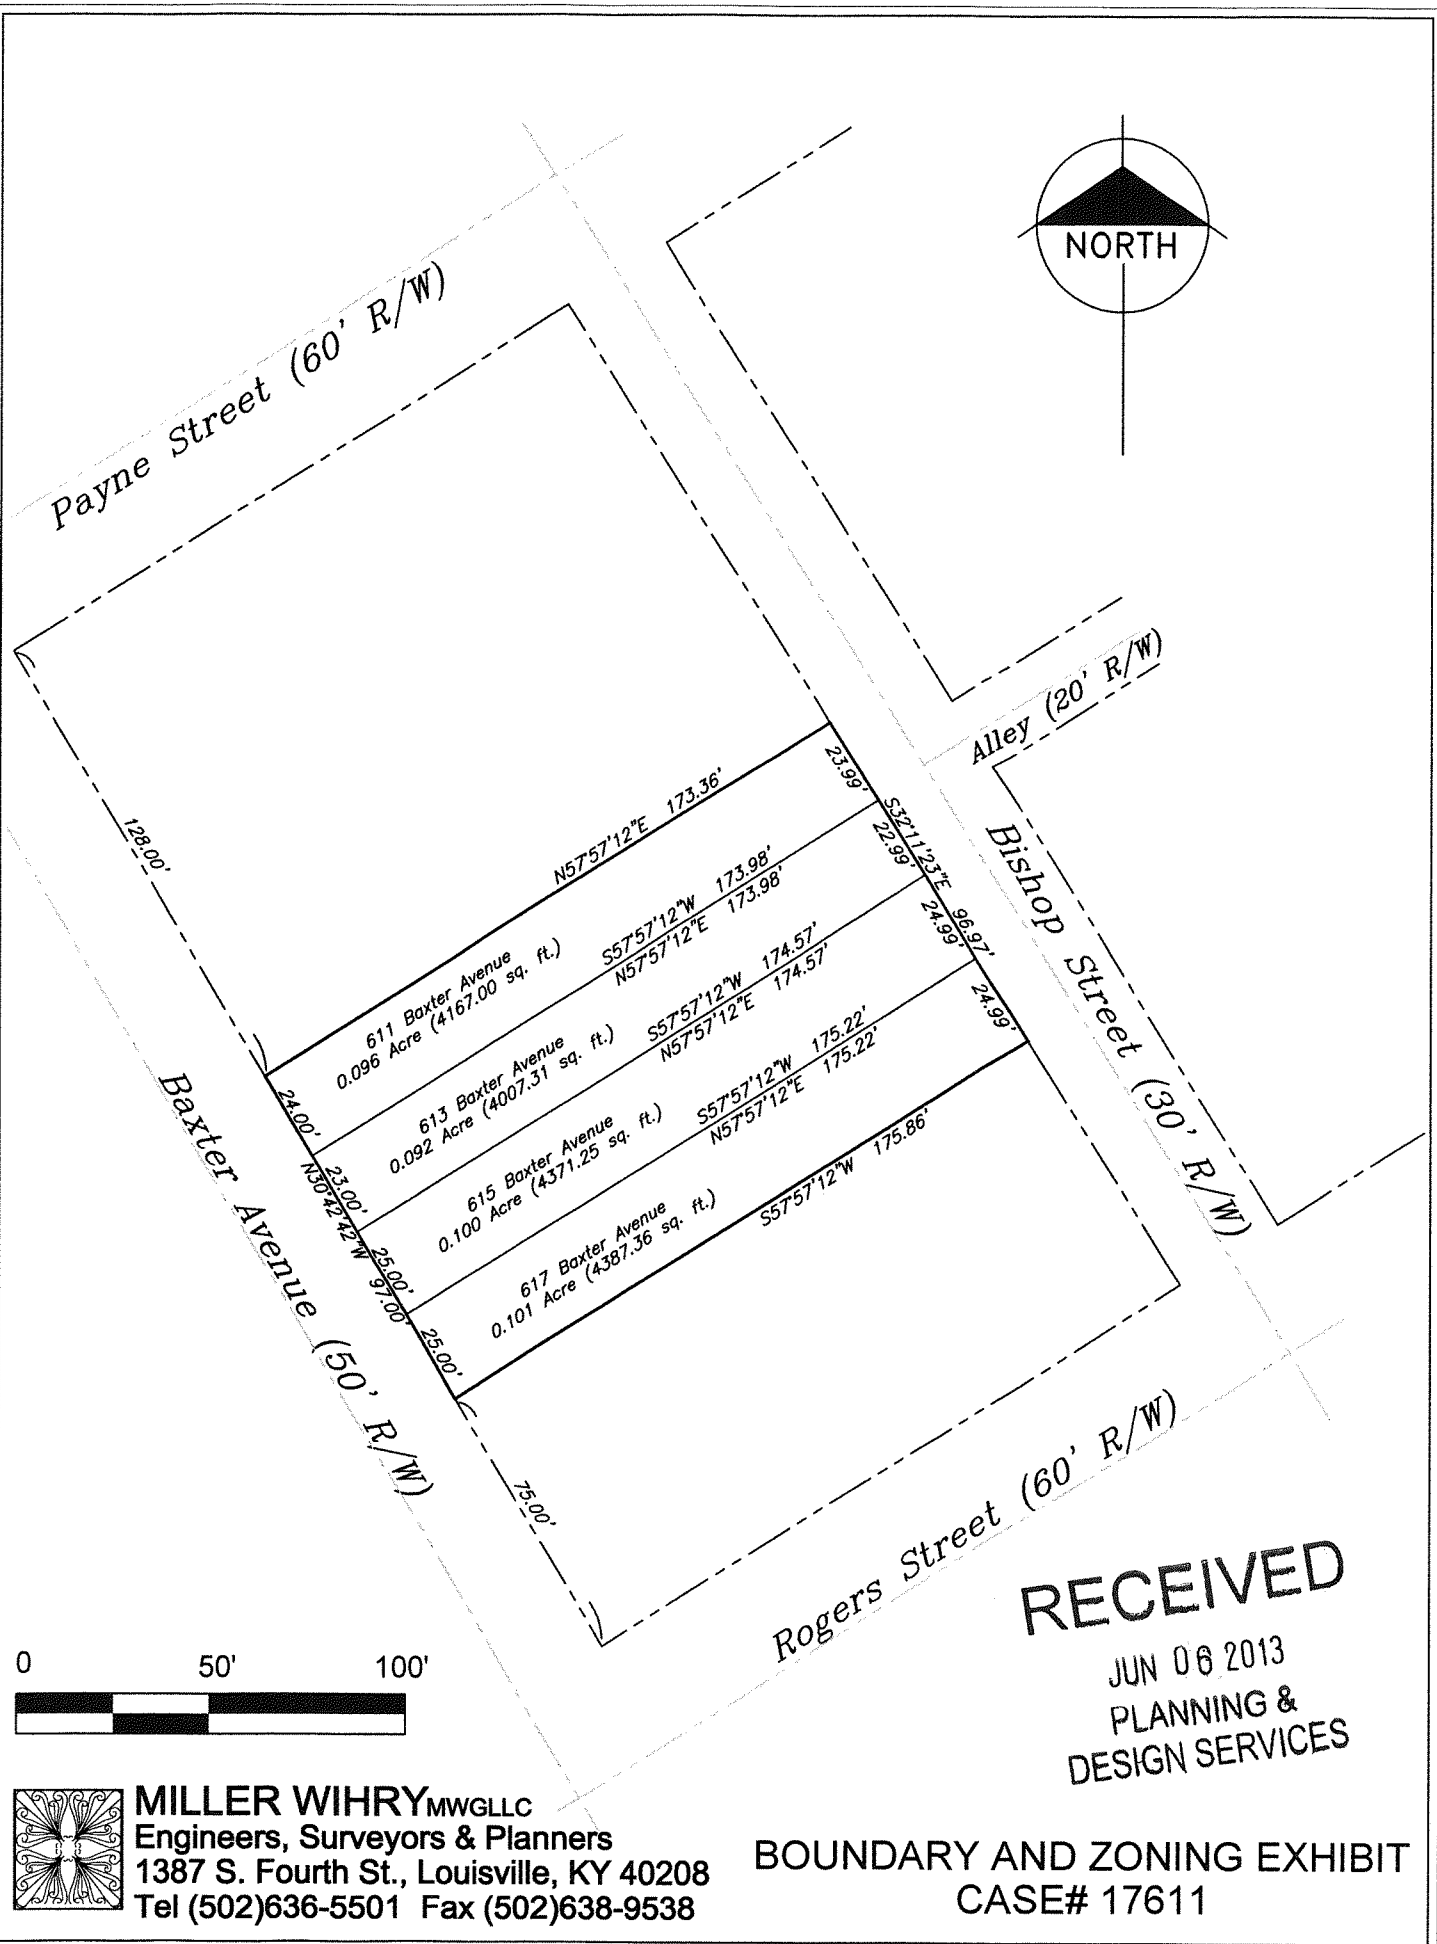 NORTH
Payne Street (60' R/W)
Alley (20' R/W)
Bishop Street (30' R/W)
128.00'
N57°57'12"E 173.36'
23.99'
S32°11'23"E 96.97'
22.99'
24.99'
24.99'
611 Baxter Avenue
0.096 Acre (4167.00 sq. ft.)
S57°57'12"W 173.98'
N57°57'12"E 173.98'
613 Baxter Avenue
0.092 Acre (4007.31 sq. ft.)
S57°57'12"W 174.57'
N57°57'12"E 174.57'
615 Baxter Avenue
0.100 Acre (4371.25 sq. ft.)
S57°57'12"W 175.22'
N57°57'12"E 175.22'
617 Baxter Avenue
0.101 Acre (4387.36 sq. ft.)
S57°57'12"W 175.86'
24.00'
23.00'
N30°42'42"W 97.00'
25.00'
25.00'
Baxter Avenue (50' R/W)
75.00'
Rogers Street (60' R/W)
RECEIVED
JUN 06 2013
PLANNING &
DESIGN SERVICES
0 50' 100'
MILLER WIHRY MWGLLC
Engineers, Surveyors & Planners
1387 S. Fourth St., Louisville, KY 40208
Tel (502)636-5501 Fax (502)638-9538
BOUNDARY AND ZONING EXHIBIT
CASE# 17611